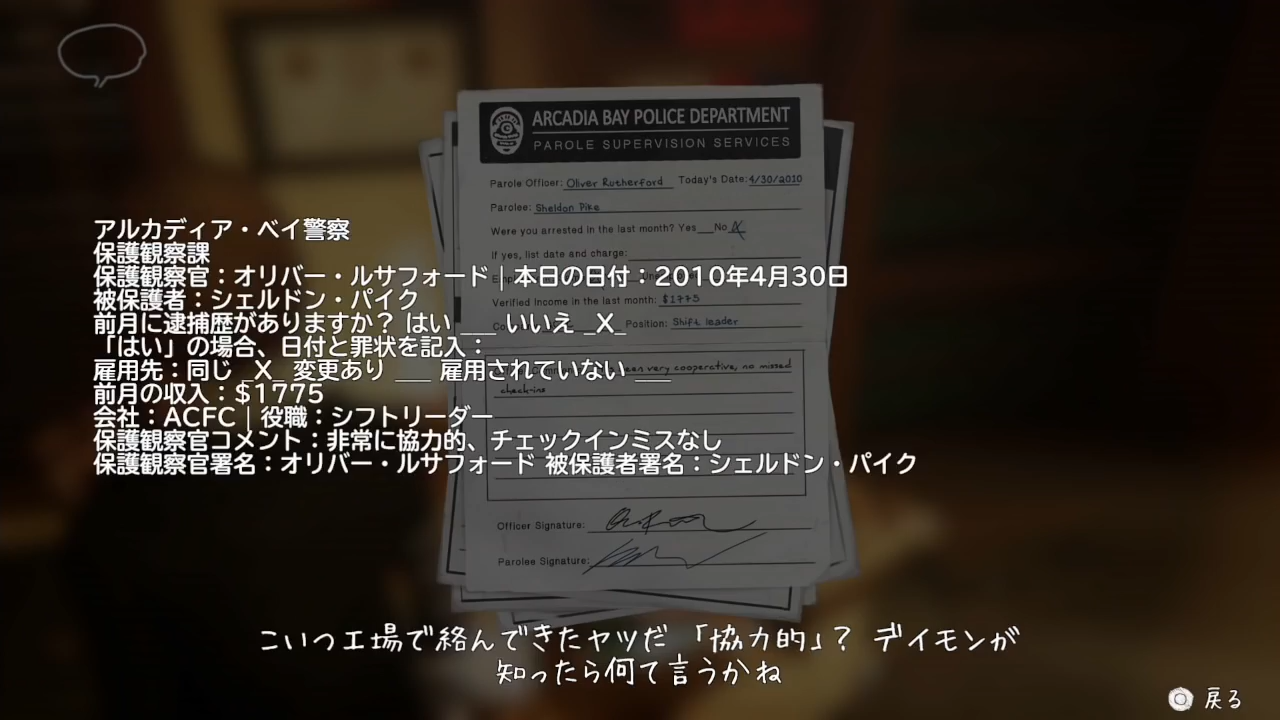 ARCADIA BAY POLICE DEPARTMENT
PAROLE SUPERVISION SERVICES
Parole Officer: Oliver Rutherford Today's Date: 4/30/2010
Parolee: Sheldon Pike
Were you arrested in the last month? Yes__No X
If yes, list date and charge:
Verified Income in the last month: $1775
Position: Shift leader
been very cooperative, no missed
check-ins
Officer Signature:
Parolee Signature:
アルカディア・ベイ警察
保護観察課
保護観察官：オリバー・ルサフォード｜本日の日付：2010年4月30日
被保護者：シェルドン・パイク
前月に逮捕歴がありますか？ はい ___ いいえ _X_
「はい」の場合、日付と罪状を記入：
雇用先：同じ _X_ 変更あり ___ 雇用されていない ___
前月の収入：$1775
会社：ACFC｜役職：シフトリーダー
保護観察官コメント：非常に協力的、チェックインミスなし
保護観察官署名：オリバー・ルサフォード 被保護者署名：シェルドン・パイク
こいつ工場で絡んできたヤツだ 「協力的」？ デイモンが
知ったら何て言うかね
戻る